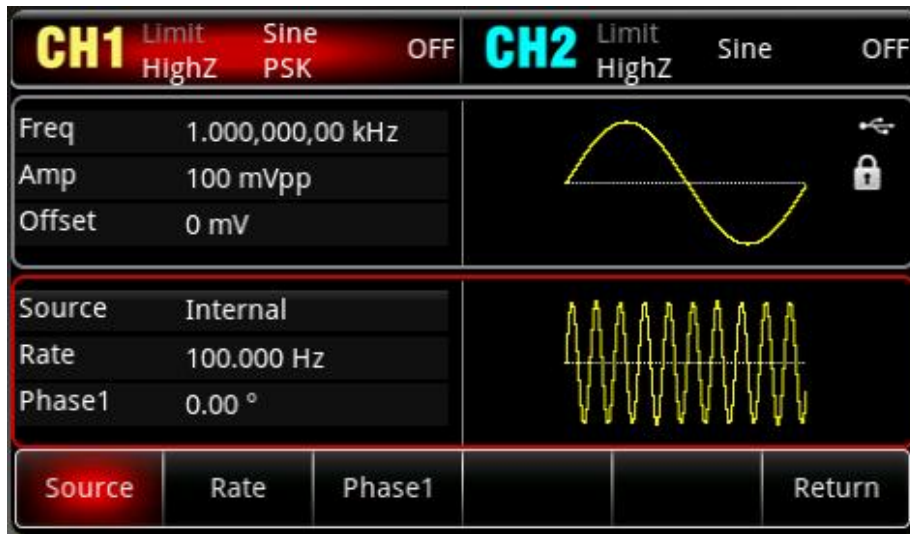 CH1 Limit Sine OFF CH2 Limit Sine OFF
HighZ PSK HighZ
Freq 1.000,000,00 kHz
Amp 100 mVpp
Offset 0 mV
Source Internal
Rate 100.000 Hz
Phase1 0.00 °
Source Rate Phase1 Return